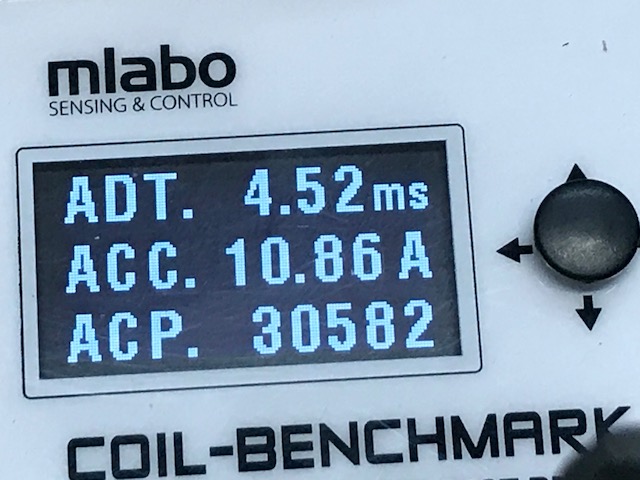 mlabo
SENSING & CONTROL
ADT. 4.52ms
ACC. 10.86A
ACP. 30582
COIL-BENCHMARK